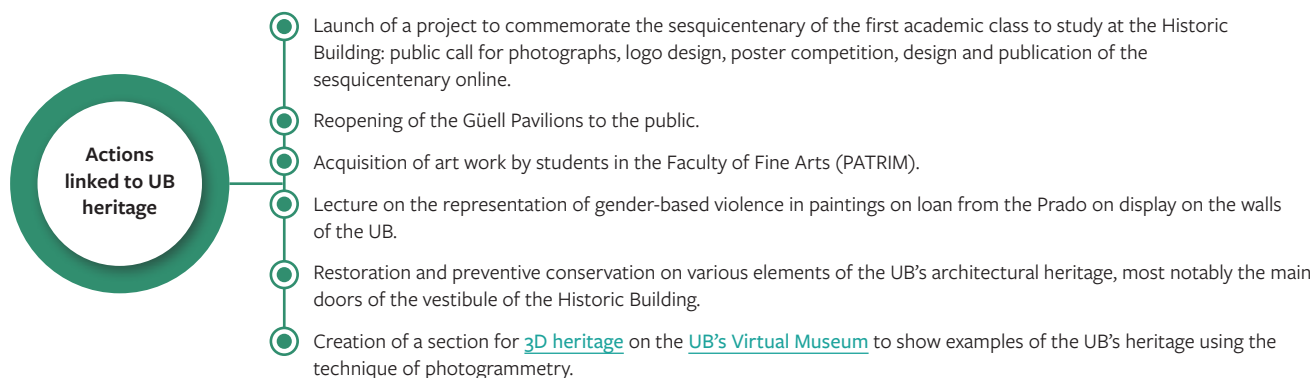 Actions
linked to UB
heritage
Launch of a project to commemorate the sesquicentenary of the first academic class to study at the Historic
Building: public call for photographs, logo design, poster competition, design and publication of the
sesquicentenary online.
Reopening of the Güell Pavilions to the public.
Acquisition of art work by students in the Faculty of Fine Arts (PATRIM).
Lecture on the representation of gender-based violence in paintings on loan from the Prado on display on the walls
of the UB.
Restoration and preventive conservation on various elements of the UB’s architectural heritage, most notably the main
doors of the vestibule of the Historic Building.
Creation of a section for 3D heritage on the UB’s Virtual Museum to show examples of the UB’s heritage using the
technique of photogrammetry.